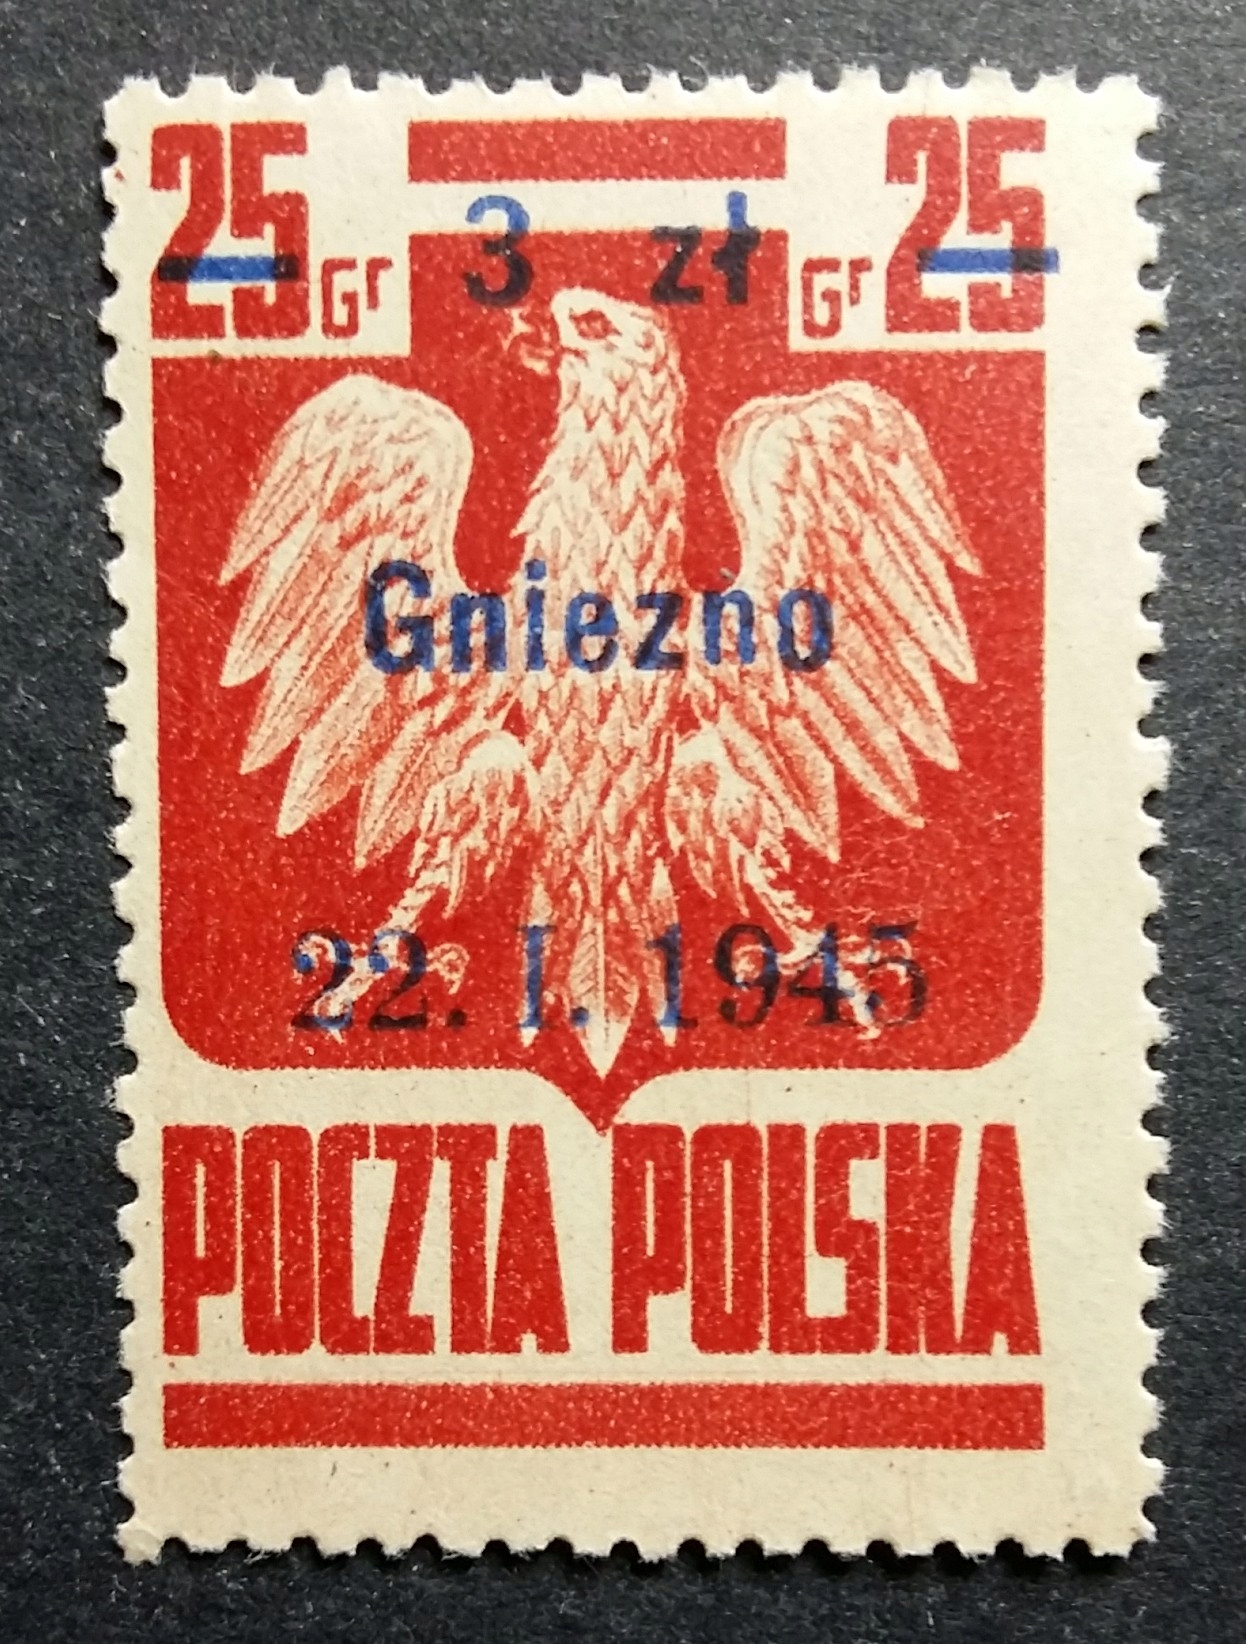 25 Gr 3 zł Gr 25
Gniezno
22. I. 1945
POCZTA POLSKA